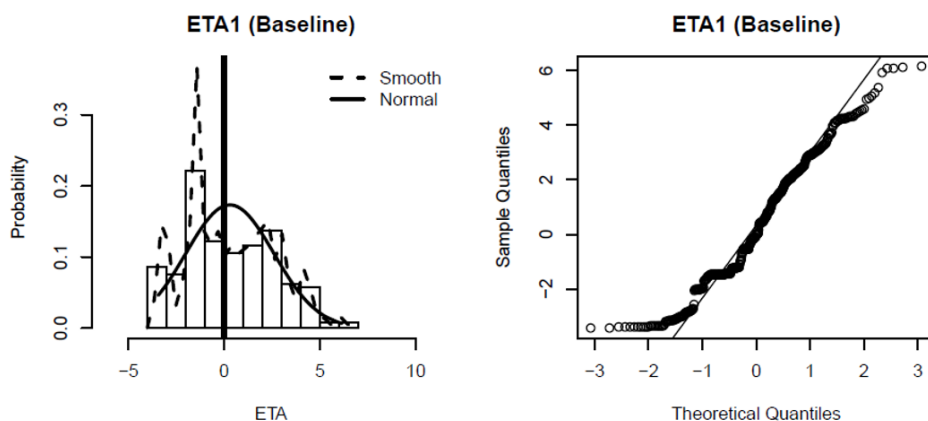 ETA1 (Baseline)
Smooth
Normal
Probability
0.3
0.2
0.1
0.0
−5
0
5
10
ETA
ETA1 (Baseline)
Sample Quantiles
6
4
2
0
−2
−3
−2
−1
0
1
2
3
Theoretical Quantiles